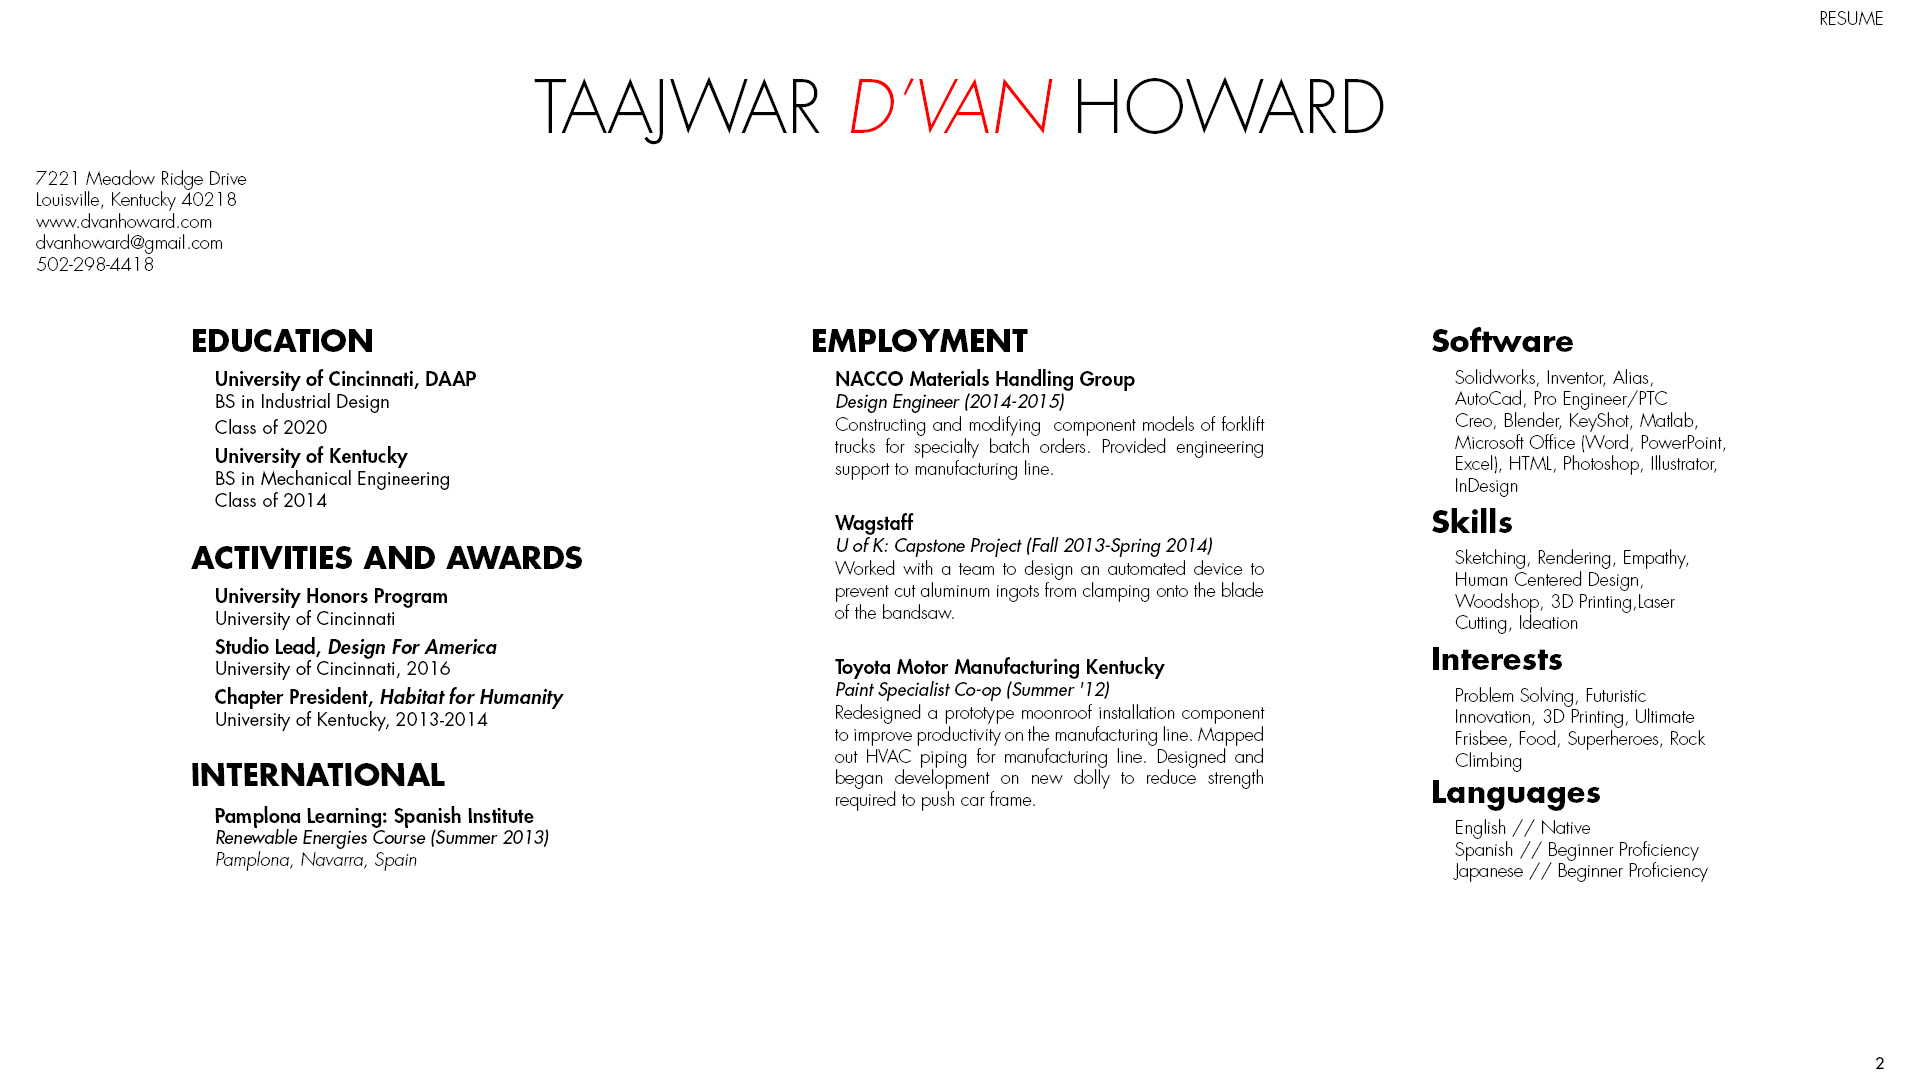 RESUME
TAAJWAR D'VAN HOWARD
7221 Meadow Ridge Drive
Louisville, Kentucky 40218
www.dvanhoward.com
dvanhoward@gmail.com
502-298-4418
EDUCATION
University of Cincinnati, DAAP
BS in Industrial Design
Class of 2020
University of Kentucky
BS in Mechanical Engineering
Class of 2014
ACTIVITIES AND AWARDS
University Honors Program
University of Cincinnati
Studio Lead, Design For America
University of Cincinnati, 2016
Chapter President, Habitat for Humanity
University of Kentucky, 2013-2014
INTERNATIONAL
Pamplona Learning: Spanish Institute
Renewable Energies Course (Summer 2013)
Pamplona, Navarra, Spain
EMPLOYMENT
NACCO Materials Handling Group
Design Engineer (2014-2015)
Constructing and modifying component models of forklift
trucks for specialty batch orders. Provided engineering
support to manufacturing line.
Wagstaff
U of K: Capstone Project (Fall 2013-Spring 2014)
Worked with a team to design an automated device to
prevent cut aluminum ingots from clamping onto the blade
of the bandsaw.
Toyota Motor Manufacturing Kentucky
Paint Specialist Co-op (Summer '12)
Redesigned a prototype moonroof installation component
to improve productivity on the manufacturing line. Mapped
out HVAC piping for manufacturing line. Designed and
began development on new dolly to reduce strength
required to push car frame.
Software
Solidworks, Inventor, Alias,
AutoCad, Pro Engineer/PTC
Creo, Blender, KeyShot, Matlab,
Microsoft Office (Word, PowerPoint,
Excel), HTML, Photoshop, Illustrator,
InDesign
Skills
Sketching, Rendering, Empathy,
Human Centered Design,
Woodshop, 3D Printing,Laser
Cutting, Ideation
Interests
Problem Solving, Futuristic
Innovation, 3D Printing, Ultimate
Frisbee, Food, Superheroes, Rock
Climbing
Languages
English // Native
Spanish // Beginner Proficiency
Japanese // Beginner Proficiency
2